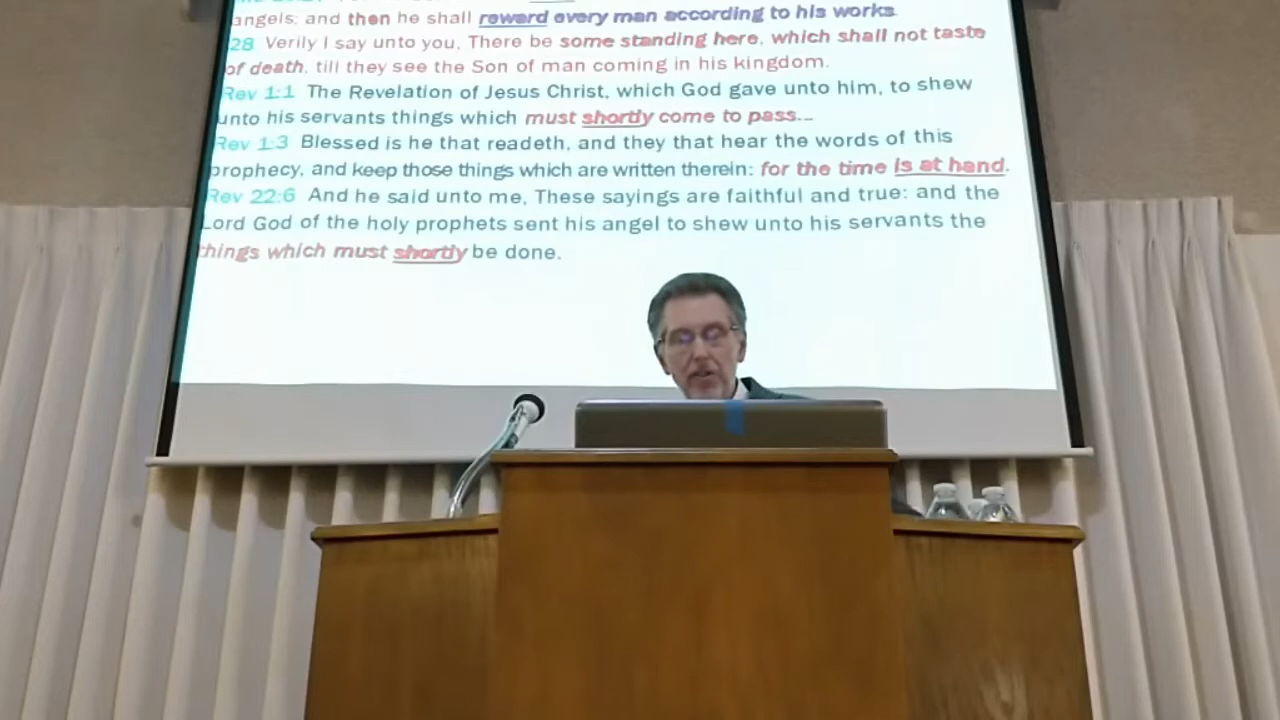 angels; and then he shall reward every man according to his works.
28 Verily I say unto you, There be some standing here, which shall not taste
of death, till they see the Son of man coming in his kingdom.
Rev 1:1 The Revelation of Jesus Christ, which God gave unto him, to shew
unto his servants things which must shortly come to pass...
Rev 1:3 Blessed is he that readeth, and they that hear the words of this
prophecy, and keep those things which are written therein: for the time is at hand.
Rev 22:6 And he said unto me, These sayings are faithful and true: and the
Lord God of the holy prophets sent his angel to shew unto his servants the
things which must shortly be done.